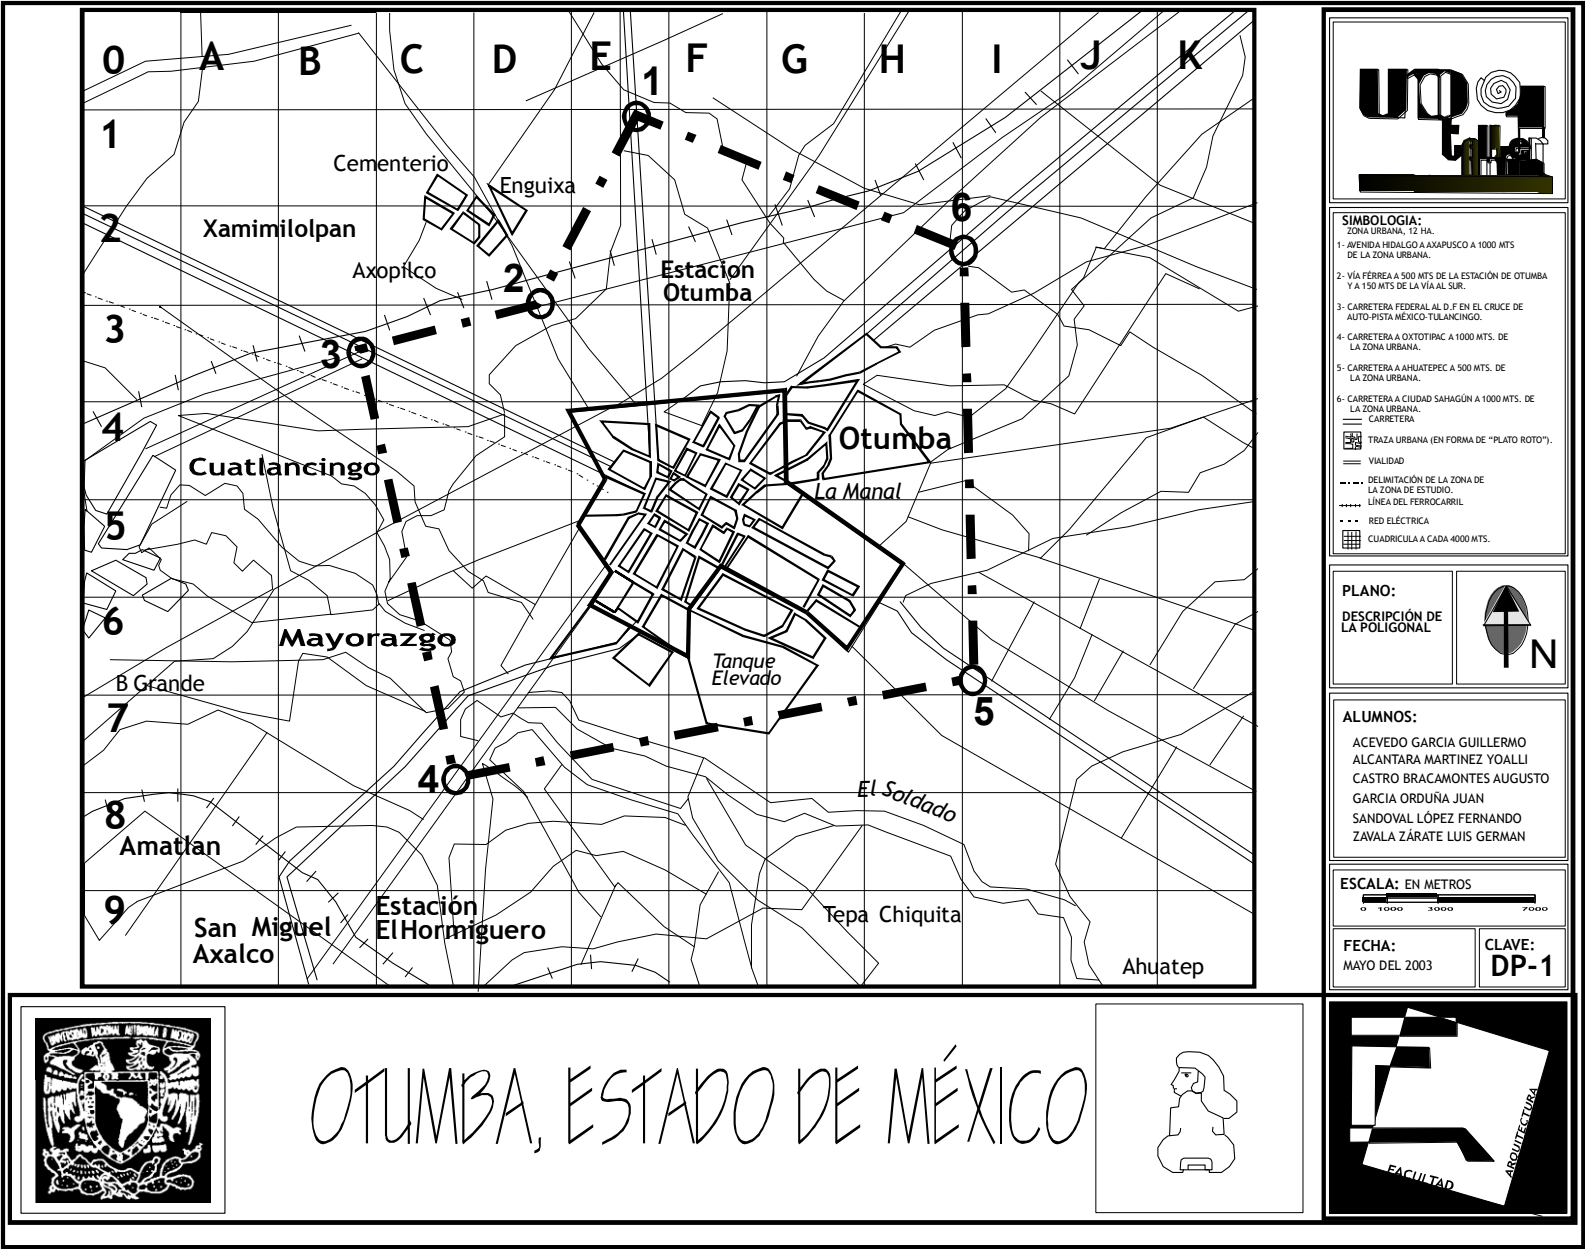 0 A B C D E F G H I J K
1
1
Cementerio
Enguixa
2
6
Xamimilolpan
Axopilco
2
Estacion
Otumba
3
3
4
Otumba
Cuatlancingo
La Manal
5
6
Mayorazgo
Tanque
Elevado
B Grande
7
5
4
El Soldado
8
Amatlan
9
Estación
El Hormiguero
Tepa Chiquita
San Miguel
Axalco
Ahuatep
SIMBOLOGIA:
ZONA URBANA, 12 HA.
1- AVENIDA HIDALGO A AXAPUSCO A 1000 MTS
DE LA ZONA URBANA.
2- VÍA FÉRREA A 500 MTS DE LA ESTACIÓN DE OTUMBA
Y A 150 MTS DE LA VÍA AL SUR.
3- CARRETERA FEDERAL AL D.F EN EL CRUCE DE
AUTO-PISTA MÉXICO-TULANCINGO.
4- CARRETERA A OXTOTIPAC A 1000 MTS. DE
LA ZONA URBANA.
5- CARRETERA A AHUATEPEC A 500 MTS. DE
LA ZONA URBANA.
6- CARRETERA A CIUDAD SAHAGÚN A 1000 MTS. DE
LA ZONA URBANA.
CARRETERA
TRAZA URBANA (EN FORMA DE “PLATO ROTO”).
VIALIDAD
DELIMITACIÓN DE LA ZONA DE
LA ZONA DE ESTUDIO.
LÍNEA DEL FERROCARRIL
RED ELÉCTRICA
CUADRICULA A CADA 4000 MTS.
PLANO:
DESCRIPCIÓN DE
LA POLIGONAL
N
ALUMNOS:
ACEVEDO GARCIA GUILLERMO
ALCANTARA MARTINEZ YOALLI
CASTRO BRACAMONTES AUGUSTO
GARCIA ORDUÑA JUAN
SANDOVAL LÓPEZ FERNANDO
ZAVALA ZÁRATE LUIS GERMAN
ESCALA: EN METROS
0 1000 3000 7000
FECHA:
MAYO DEL 2003
CLAVE:
DP-1
UNIVERSIDAD NACIONAL AUTONOMA D MEXICO
POR MI
OTUMBA, ESTADO DE MÉXICO
FACULTAD
ARQUITECTURA